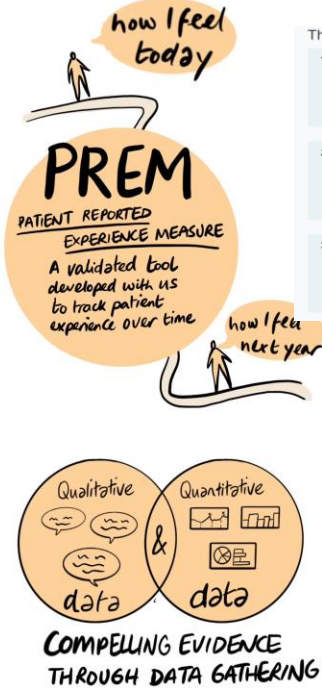 how I feel
today
Th
PREM
PATIENT REPORTED
EXPERIENCE MEASURE
A validated tool
developed with us
to track patient
experience over time
how I feel
next year
Qualitative
Quantitative
&
data
data
COMPELLING EVIDENCE
THROUGH DATA GATHERING